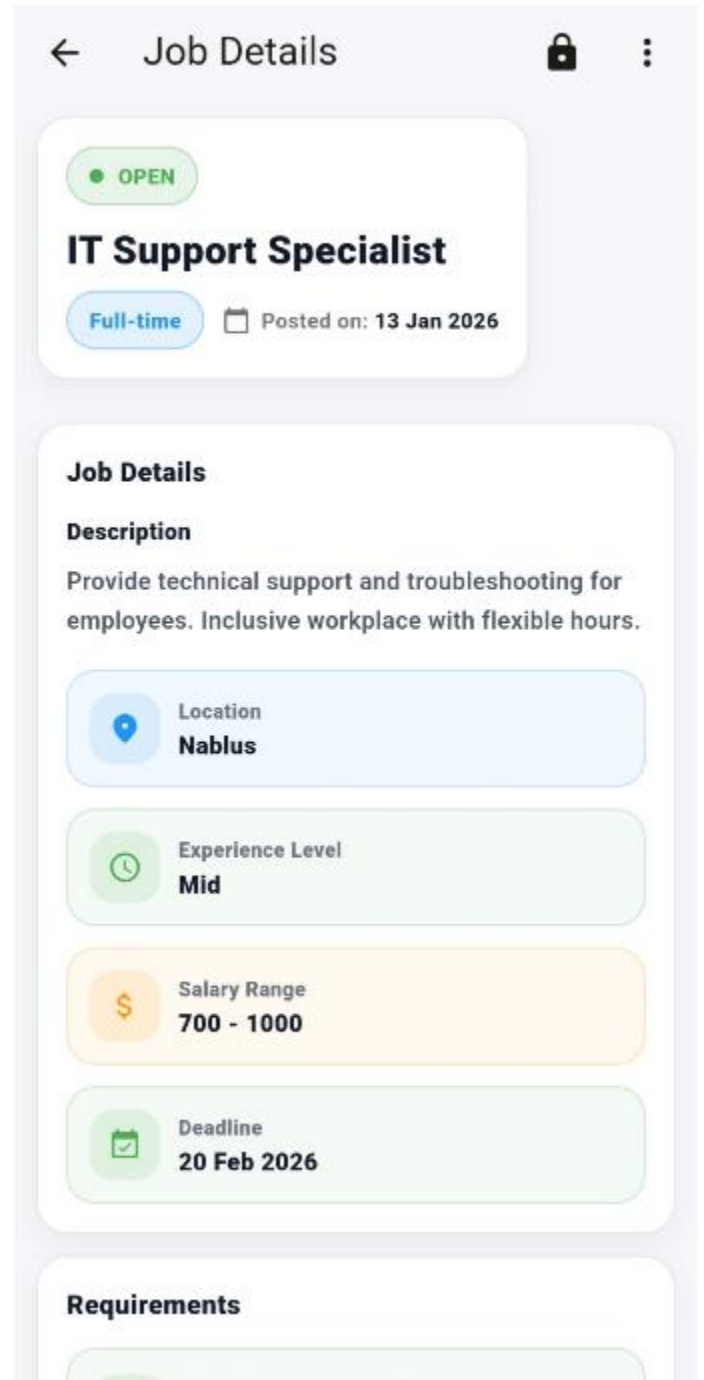 Job Details
OPEN
IT Support Specialist
Full-time Posted on: 13 Jan 2026
Job Details
Description
Provide technical support and troubleshooting for
employees. Inclusive workplace with flexible hours.
Location
Nablus
Experience Level
Mid
Salary Range
700 - 1000
Deadline
20 Feb 2026
Requirements